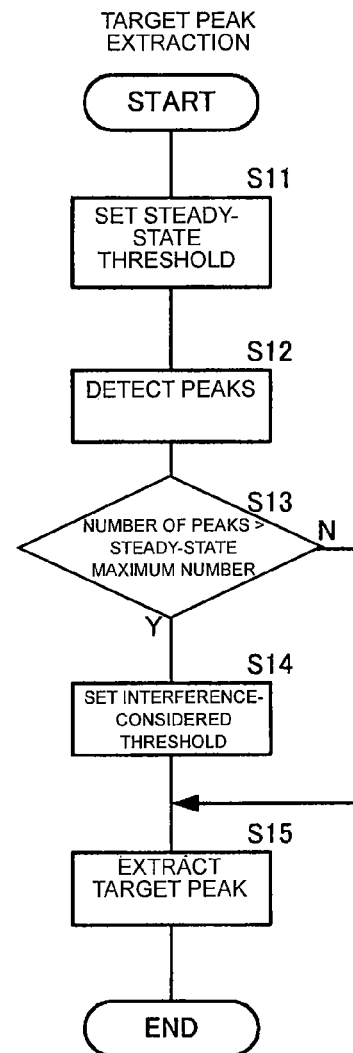 TARGET PEAK
EXTRACTION
START
S11
SET STEADY-
STATE
THRESHOLD
S12
DETECT PEAKS
S13
NUMBER OF PEAKS >
STEADY-STATE
MAXIMUM NUMBER
N
Y
S14
SET INTERFERENCE-
CONSIDERED
THRESHOLD
S15
EXTRACT
TARGET PEAK
END